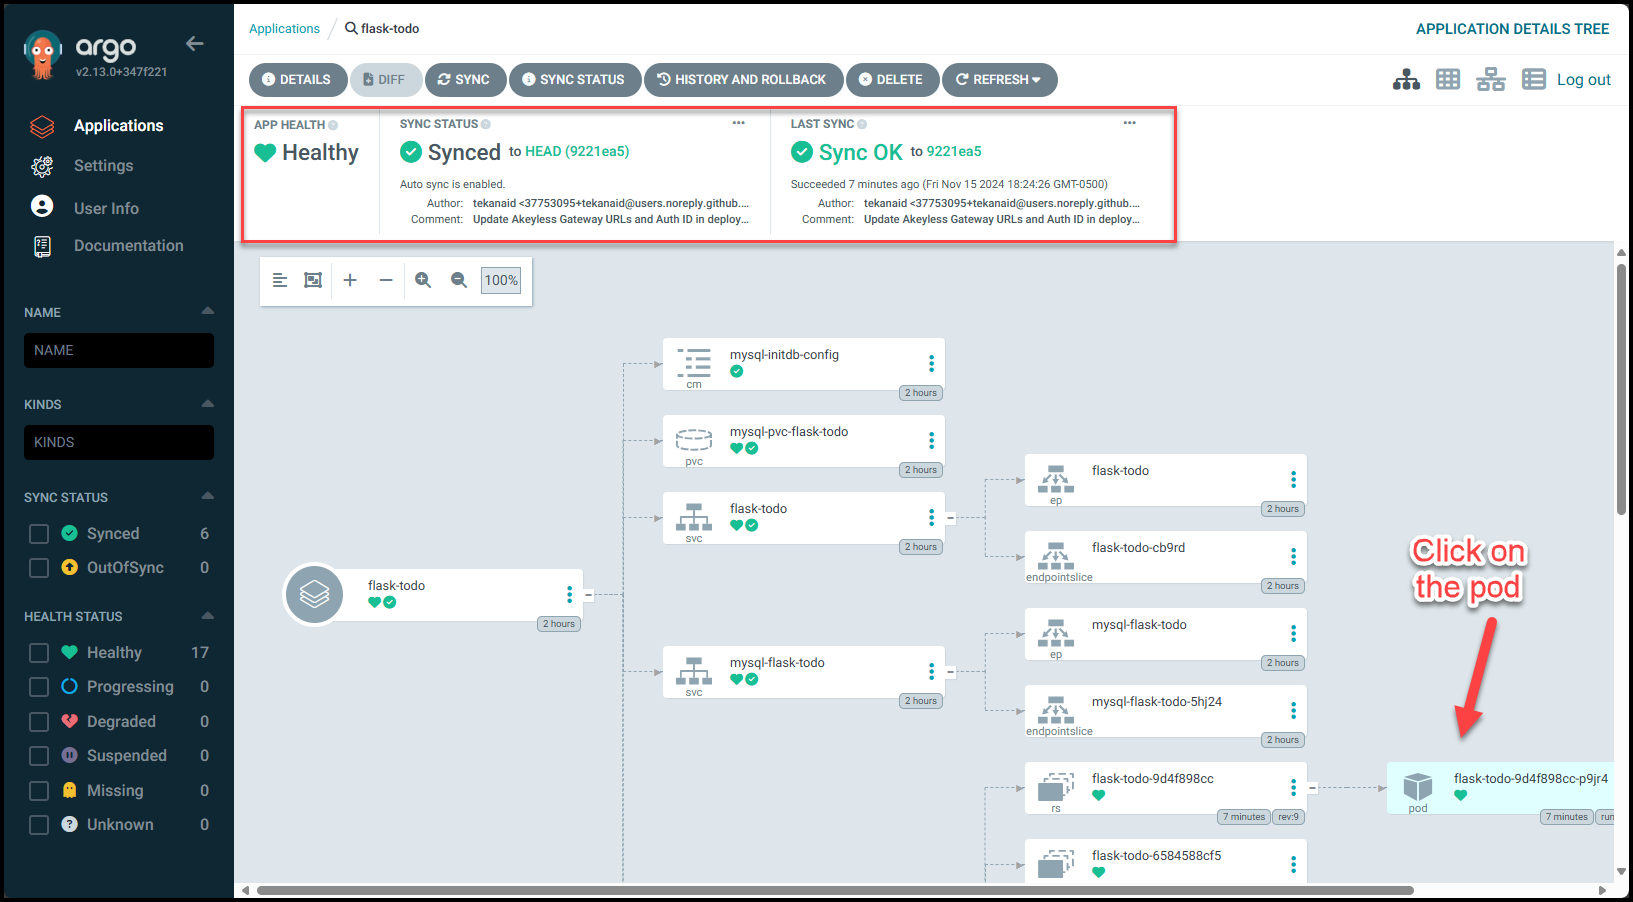 argo
v2.13.0+347f221
Applications
Settings
User Info
Documentation
NAME
NAME
KINDS
KINDS
SYNC STATUS
Synced 6
OutOfSync 0
HEALTH STATUS
Healthy 17
Progressing 0
Degraded 0
Suspended 0
Missing 0
Unknown 0
Applications / flask-todo
APPLICATION DETAILS TREE
DETAILS DIFF SYNC SYNC STATUS HISTORY AND ROLLBACK DELETE REFRESH
Log out
APP HEALTH
Healthy
SYNC STATUS
Synced to HEAD (9221ea5)
Auto sync is enabled.
Author: tekanaid <37753095+tekanaid@users.noreply.github....
Comment: Update Akeyless Gateway URLs and Auth ID in deploy...
LAST SYNC
Sync OK to 9221ea5
Succeeded 7 minutes ago (Fri Nov 15 2024 18:24:26 GMT-0500)
Author: tekanaid <37753095+tekanaid@users.noreply.github....
Comment: Update Akeyless Gateway URLs and Auth ID in deploy...
100%
flask-todo
2 hours
mysql-initdb-config
cm
2 hours
mysql-pvc-flask-todo
pvc
2 hours
flask-todo
svc
2 hours
mysql-flask-todo
svc
2 hours
flask-todo
ep
2 hours
flask-todo-cb9rd
endpointslice
2 hours
mysql-flask-todo
ep
2 hours
mysql-flask-todo-5hj24
endpointslice
2 hours
flask-todo-9d4f898cc
rs
7 minutes rev:9
flask-todo-6584588cf5
Click on
the pod
flask-todo-9d4f898cc-p9jr4
pod
7 minutes run